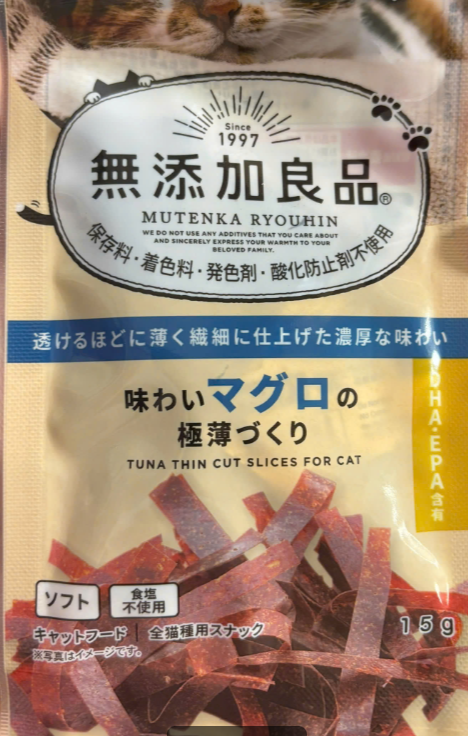 Since
1997
無添加良品®
MUTENKA RYOUHIN
WE DO NOT USE ANY ADDITIVES THAT YOU CARE ABOUT
AND SINCERELY EXPRESS YOUR WARMTH TO YOUR
BELOVED FAMILY.
保存料・着色料・発色剤・酸化防止剤不使用
透けるほどに薄く繊細に仕上げた濃厚な味わい
DHA・EPA含有
味わいマグロの
極薄づくり
TUNA THIN CUT SLICES FOR CAT
ソフト
食塩
不使用
キャットフード | 全猫種用スナック
15g
※写真はイメージです。